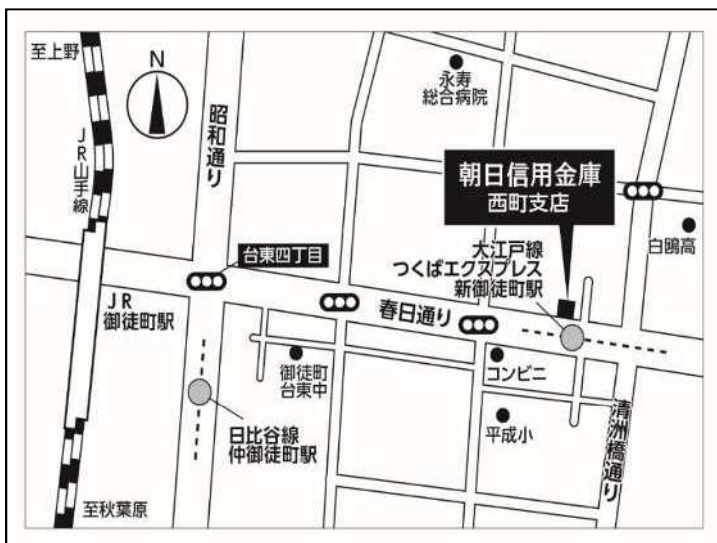 至上野
JR山手線
N
昭和通り
永寿
総合病院
朝日信用金庫
西町支店
白鷗高
台東四丁目
大江戸線
つくばエクスプレス
新御徒町駅
JR
御徒町駅
春日通り
御徒町
台東中
コンビニ
平成小
清洲橋通り
日比谷線
仲御徒町駅
至秋葉原